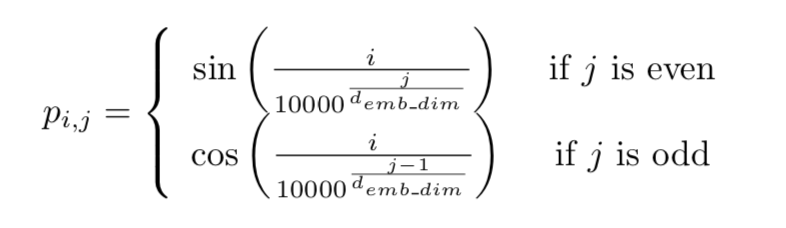 p_{i,j} = { sin ( i / 10000^{j / d_{emb_dim}} ) if j is even
cos ( i / 10000^{j−1 / d_{emb_dim}} ) if j is odd